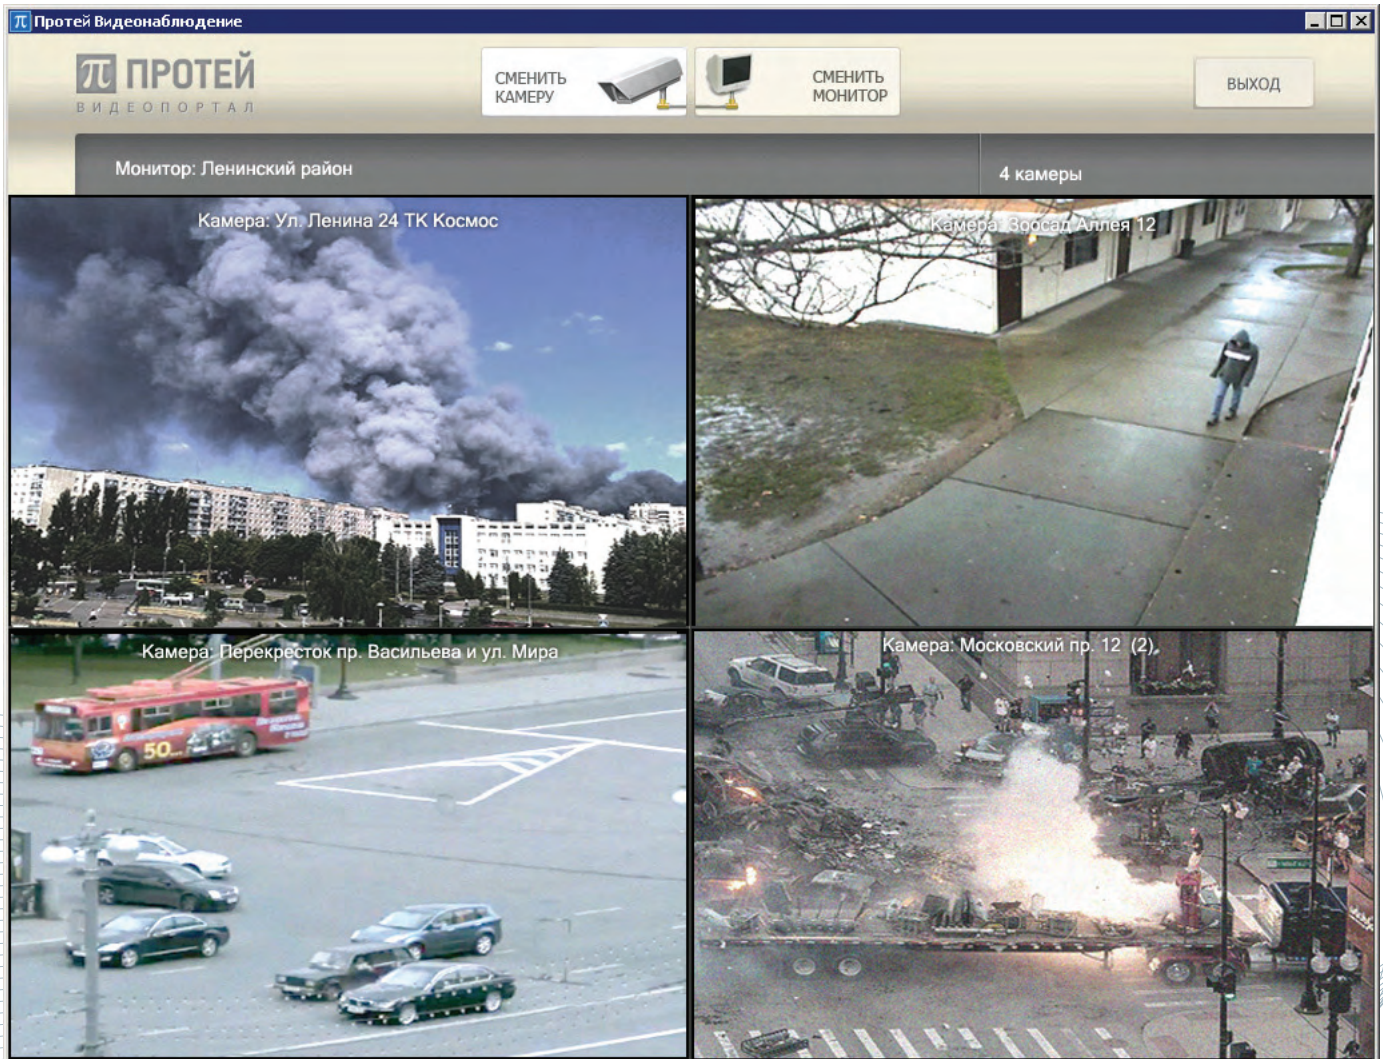 Протей Видеонаблюдение
ПРОТЕЙ
ВИДЕОПОРТАЛ
СМЕНИТЬ
КАМЕРУ
СМЕНИТЬ
МОНИТОР
ВЫХОД
Монитор: Ленинский район
4 камеры
Камера: Ул. Ленина 24 ТК Космос
Камера: Зоосад Аллея 12
Камера: Перекресток пр. Васильева и ул. Мира
50
Камера: Московский пр. 12 (2)